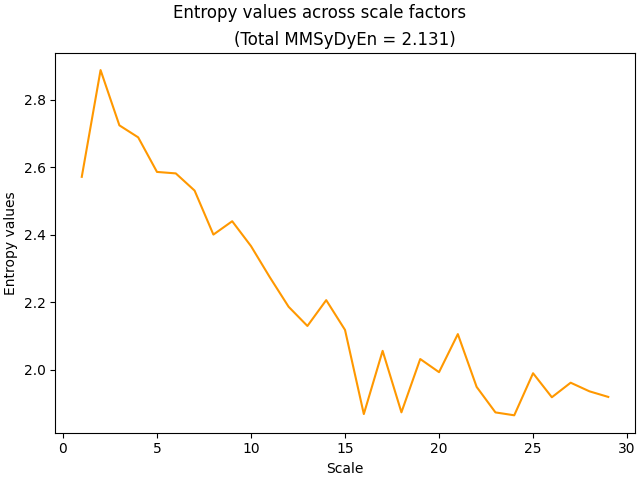 Entropy values across scale factors
(Total MMSyDyEn = 2.131)
2.8
2.6
2.4
2.2
2.0
Entropy values
0 5 10 15 20 25 30
Scale